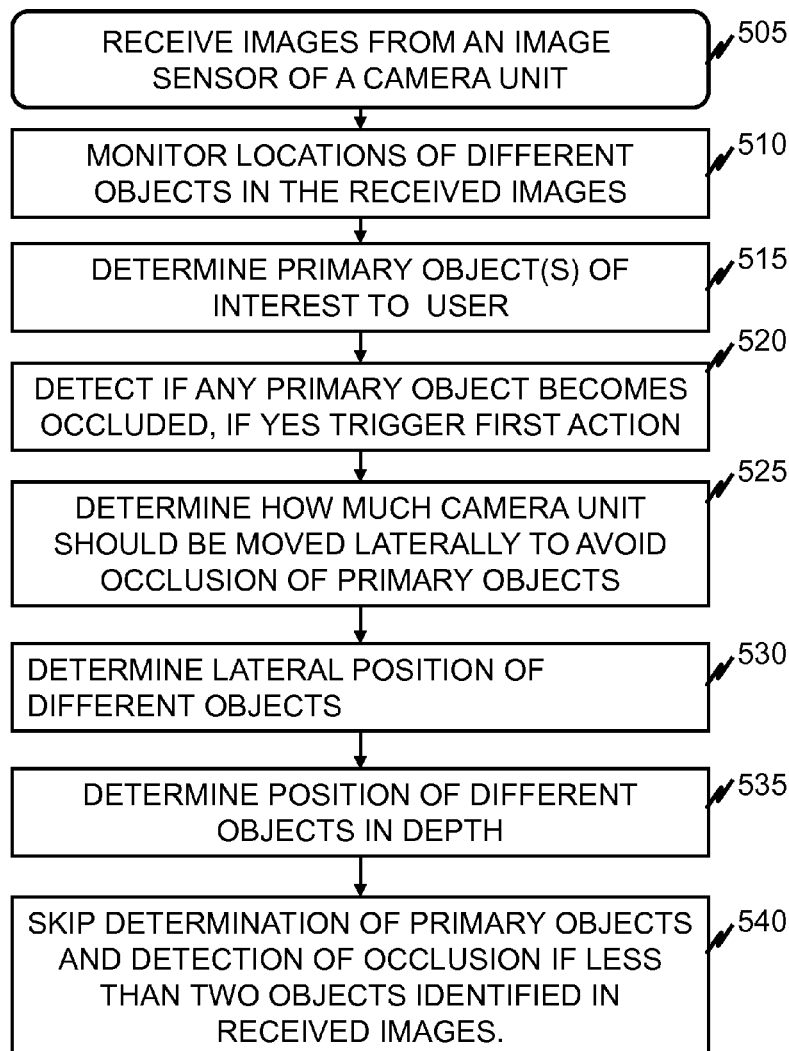 RECEIVE IMAGES FROM AN IMAGE
SENSOR OF A CAMERA UNIT
505
MONITOR LOCATIONS OF DIFFERENT
OBJECTS IN THE RECEIVED IMAGES
510
DETERMINE PRIMARY OBJECT(S) OF
INTEREST TO USER
515
DETECT IF ANY PRIMARY OBJECT BECOMES
OCCLUDED, IF YES TRIGGER FIRST ACTION
520
DETERMINE HOW MUCH CAMERA UNIT
SHOULD BE MOVED LATERALLY TO AVOID
OCCLUSION OF PRIMARY OBJECTS
525
DETERMINE LATERAL POSITION OF
DIFFERENT OBJECTS
530
DETERMINE POSITION OF DIFFERENT
OBJECTS IN DEPTH
535
SKIP DETERMINATION OF PRIMARY OBJECTS
AND DETECTION OF OCCLUSION IF LESS
THAN TWO OBJECTS IDENTIFIED IN
RECEIVED IMAGES.
540